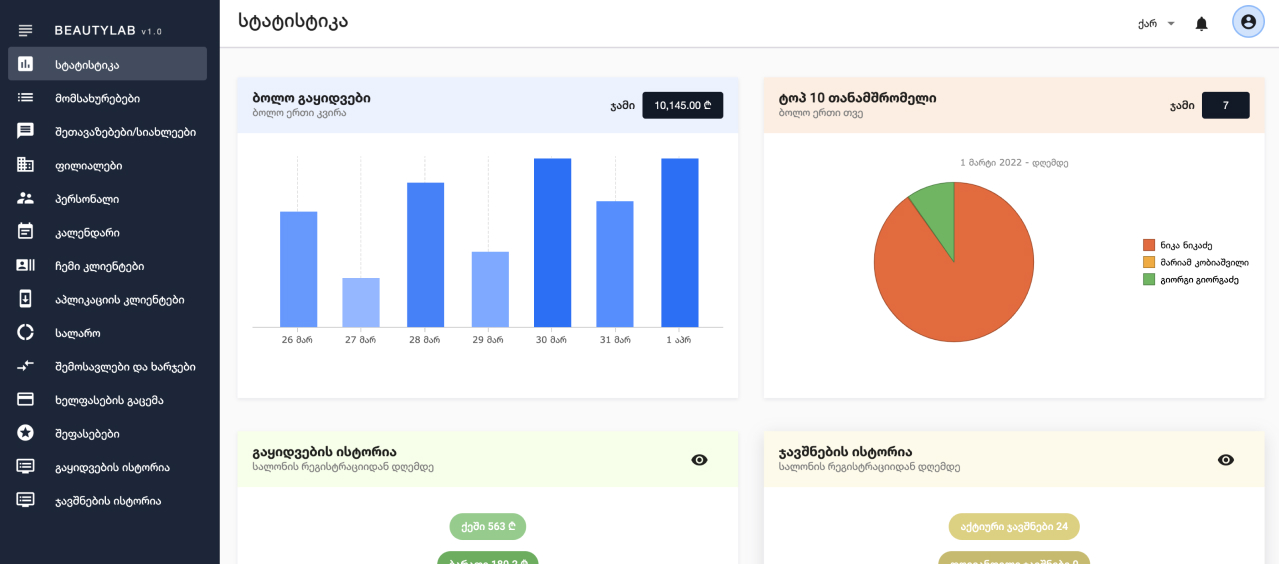 BEAUTYLAB v1.0
სტატისტიკა
მომსახურებები
შეთავაზებები/სიახლეები
ფილიალები
პერსონალი
კალენდარი
ჩემი კლიენტები
აპლიკაციის კლიენტები
სალარო
შემოსავლები და ხარჯები
ხელფასების გაცემა
შეფასებები
გაყიდვების ისტორია
ჯავშნების ისტორია
სტატისტიკა
ქარ
ბოლო გაყიდვები
ბოლო ერთი კვირა
ჯამი 10,145.00 ₾
26 მარ 27 მარ 28 მარ 29 მარ 30 მარ 31 მარ 1 აპრ
ტოპ 10 თანამშრომელი
ბოლო ერთი თვე
ჯამი 7
1 მარტი 2022 - დღემდე
ნიკა ნიკაძე
მარიამ კობიაშვილი
გიორგი გიორგაძე
გაყიდვების ისტორია
სალონის რეგისტრაციიდან დღემდე
ქეში 563 ₾
ბარათი 189.2 ₾
ჯავშნების ისტორია
სალონის რეგისტრაციიდან დღემდე
აქტიური ჯავშნები 24